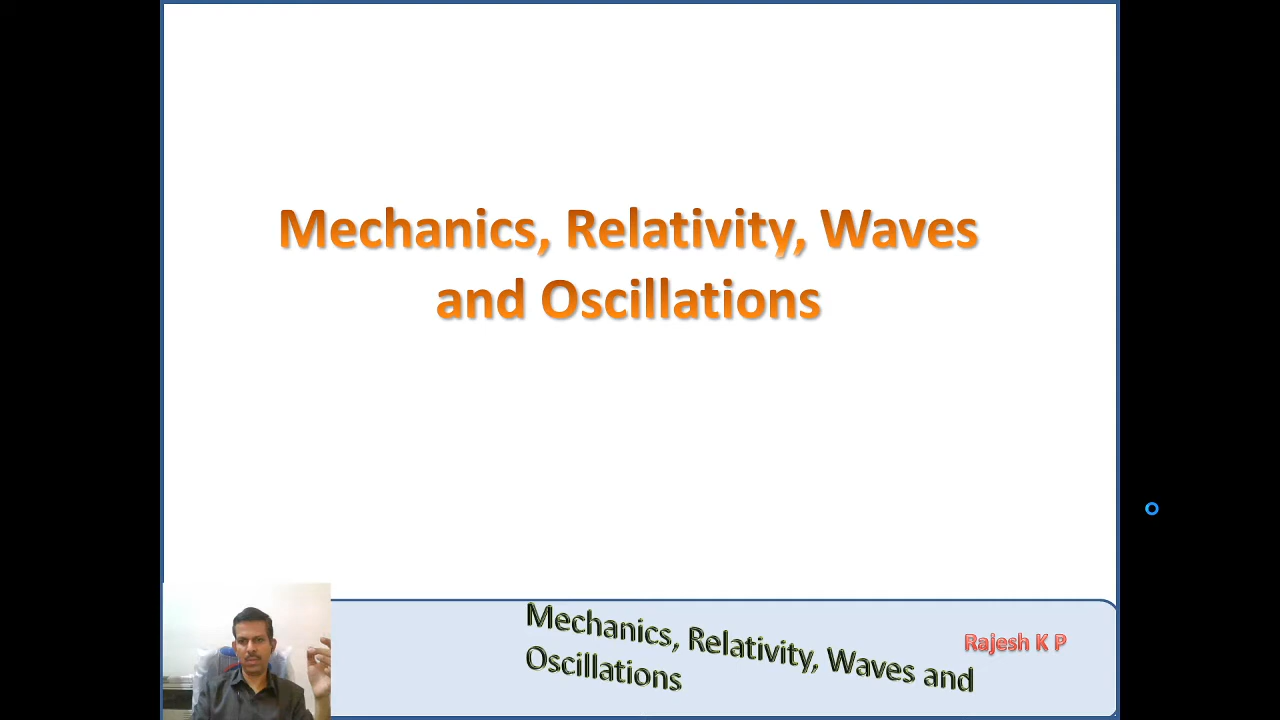 Mechanics, Relativity, Waves
and Oscillations
Mechanics, Relativity, Waves and
Oscillations
Rajesh K P